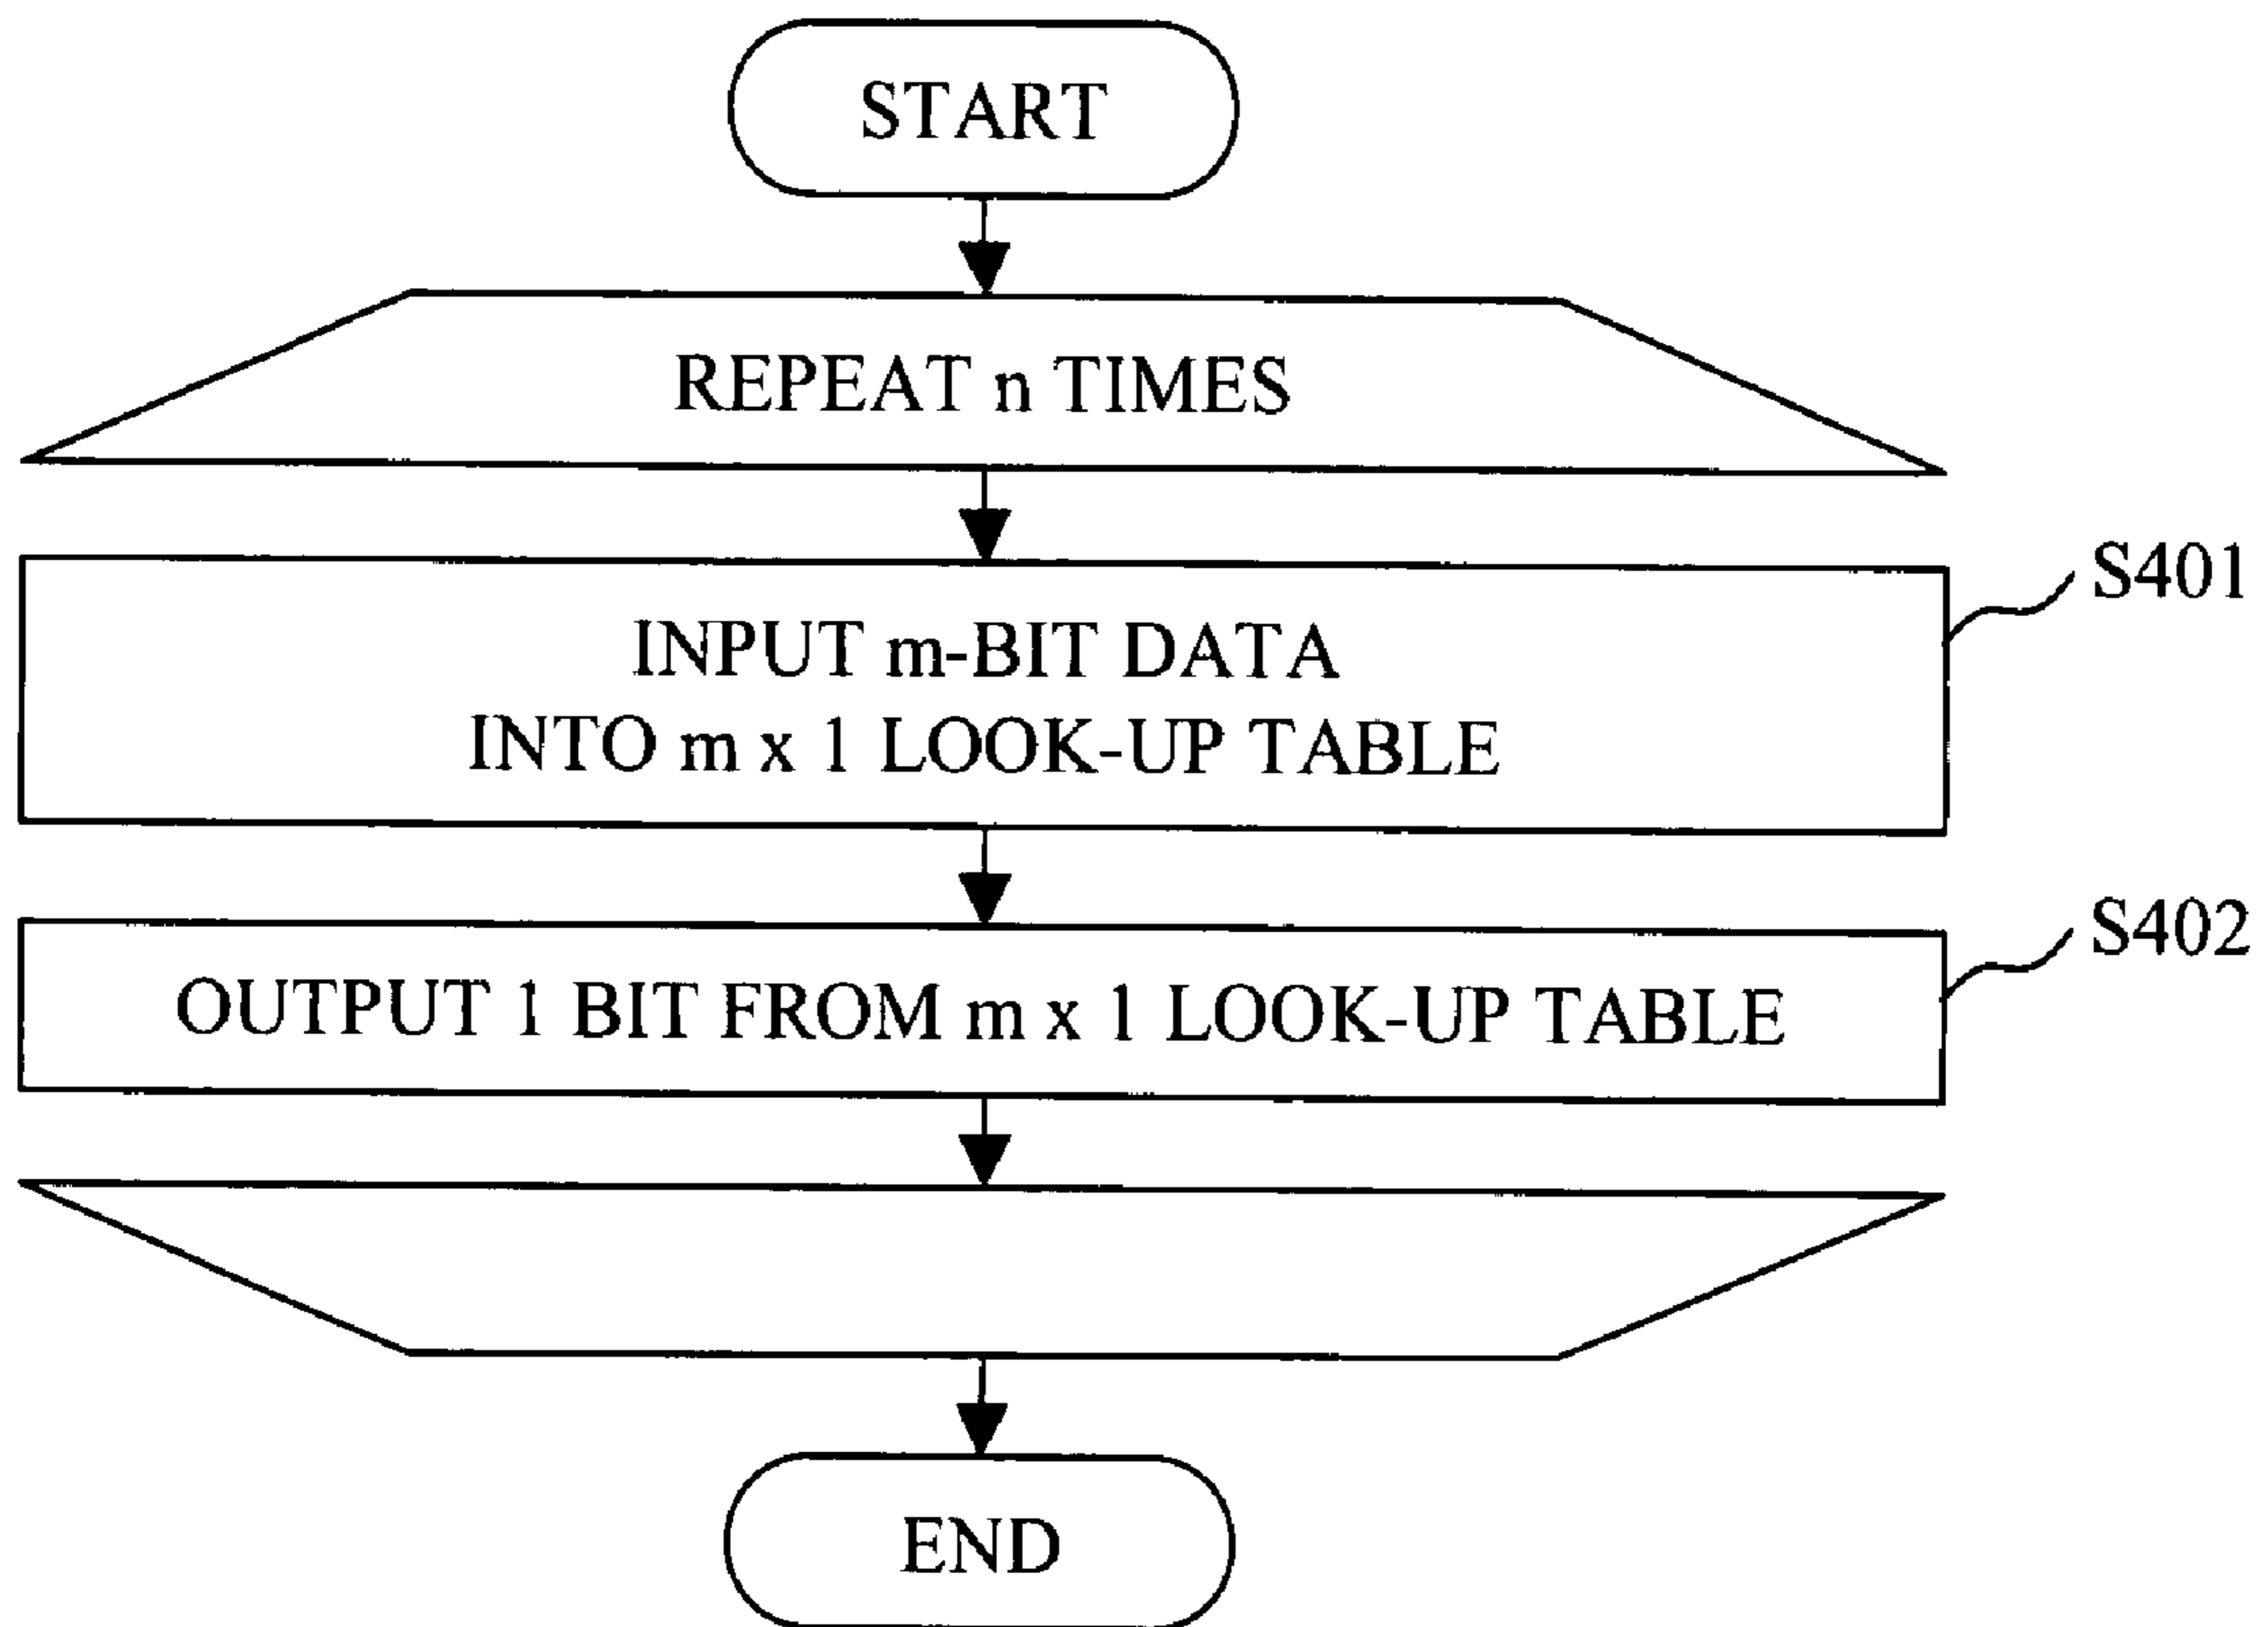 START
REPEAT n TIMES
S401
INPUT m-BIT DATA
INTO m x 1 LOOK-UP TABLE
S402
OUTPUT 1 BIT FROM m x 1 LOOK-UP TABLE
END